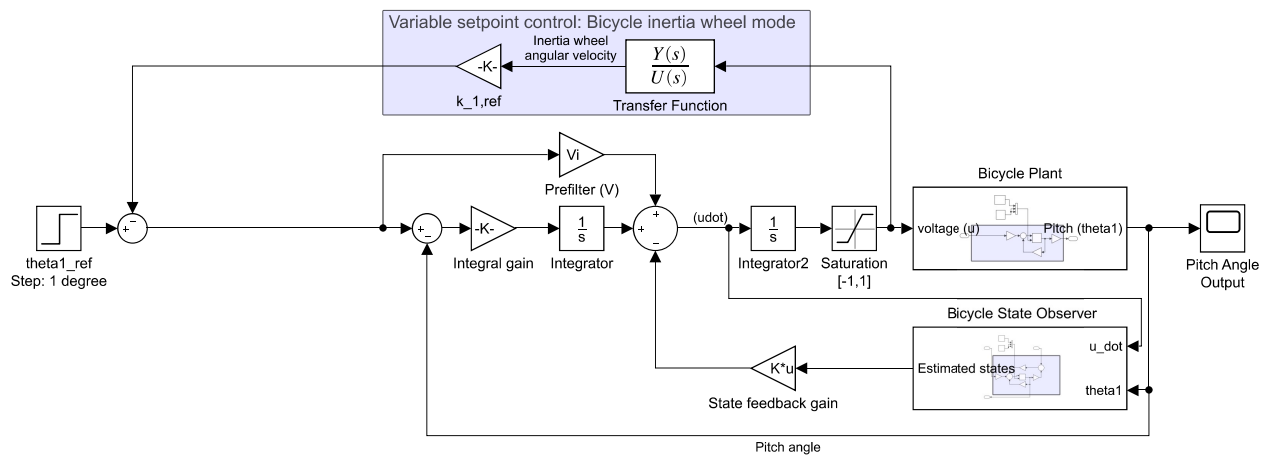 Variable setpoint control: Bicycle inertia wheel mode
Inertia wheel
angular velocity
-K-
k_1,ref
Y(s)
U(s)
Transfer Function
Vi
Prefilter (V)
theta1_ref
Step: 1 degree
+
−
+
−
-K-
Integral gain
1
s
Integrator
+
+
−
(udot)
1
s
Integrator2
Saturation
[-1,1]
Bicycle Plant
voltage (u)
Pitch (theta1)
Pitch Angle
Output
Bicycle State Observer
u_dot
Estimated states
theta1
K*u
State feedback gain
Pitch angle